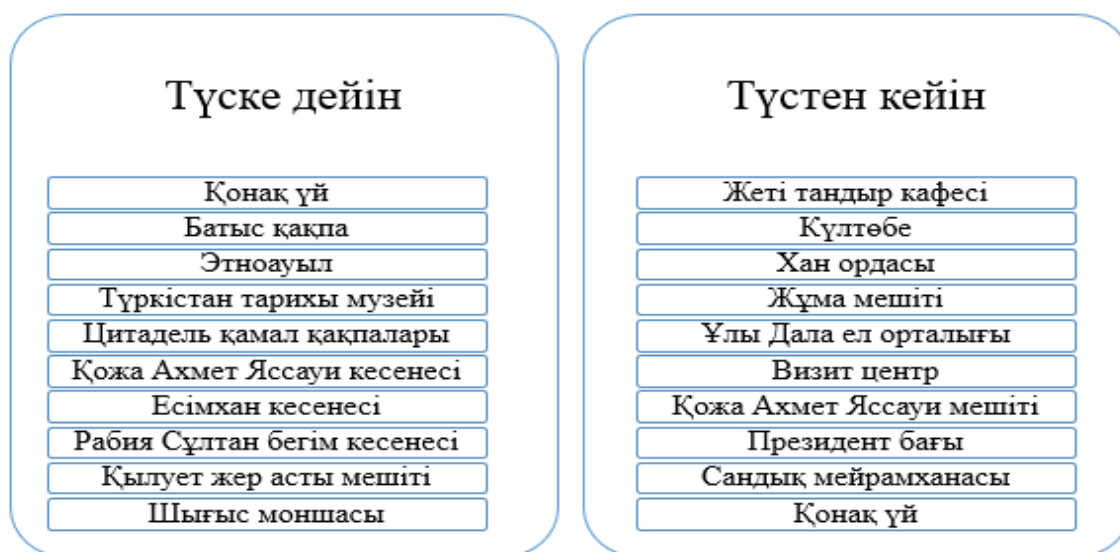 Түске дейін
Қонақ үй
Батыс қақпа
Этноауыл
Түркістан тарихы музейі
Цитадель қамал қақпалары
Қожа Ахмет Яссауи кесенесі
Есімхан кесенесі
Рабия Сұлтан бегім кесенесі
Қылует жер асты мешіті
Шығыс моншасы
Түстен кейін
Жеті тандыр кафесі
Күлтөбе
Хан ордасы
Жұма мешіті
Ұлы Дала ел орталығы
Визит центр
Қожа Ахмет Яссауи мешіті
Президент бағы
Сандық мейрамханасы
Қонақ үй